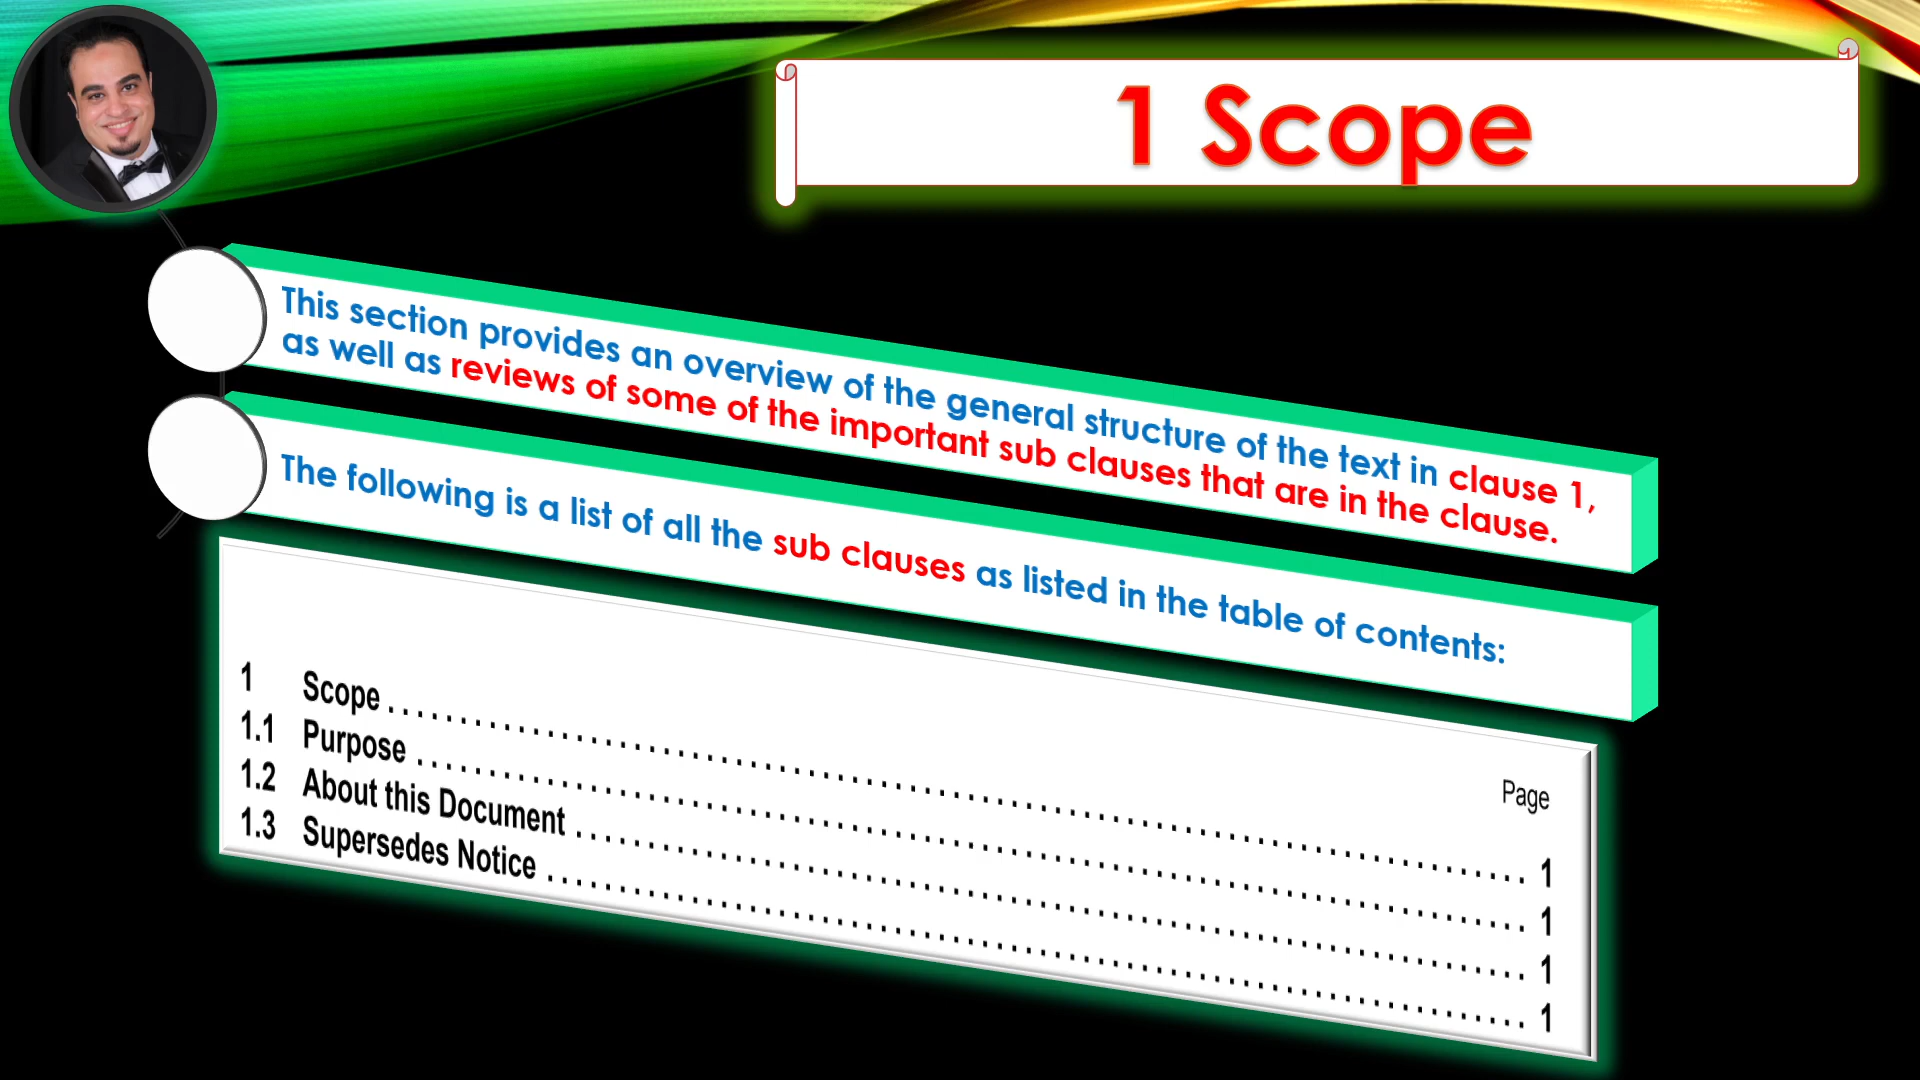 1 Scope
This section provides an overview of the general structure of the text in clause 1,
as well as reviews of some of the important sub clauses that are in the clause.
The following is a list of all the sub clauses as listed in the table of contents:
Page
1 Scope . . . . . . . . . . . . . . . . . . . . . . . . . . . . . . . . . . . . . . . . 1
1.1 Purpose . . . . . . . . . . . . . . . . . . . . . . . . . . . . . . . . . . . . . . . . 1
1.2 About this Document . . . . . . . . . . . . . . . . . . . . . . . . . . . . . . . . . . . . . . . . 1
1.3 Supersedes Notice . . . . . . . . . . . . . . . . . . . . . . . . . . . . . . . . . . . . . . . . 1